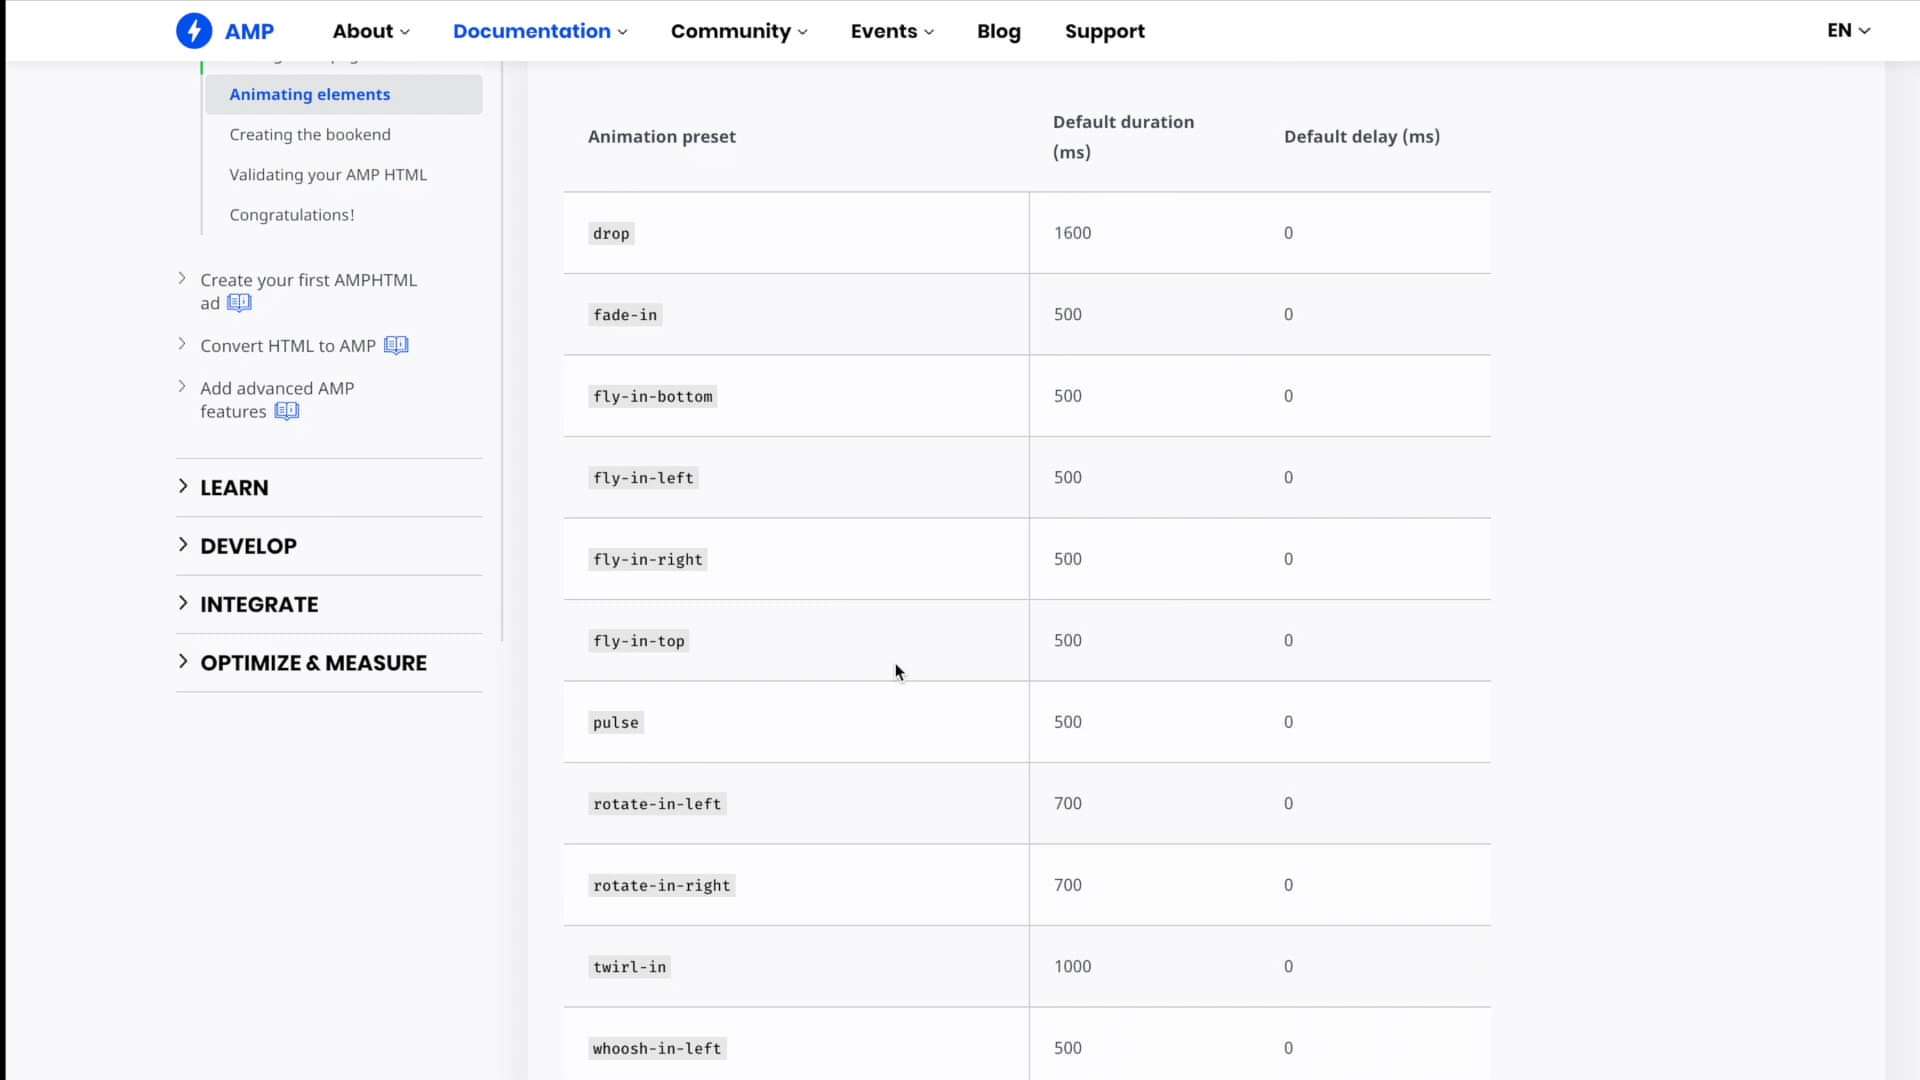 AMP
About
Documentation
Community
Events
Blog
Support
EN
Animating elements
Creating the bookend
Validating your AMP HTML
Congratulations!
Create your first AMPHTML
ad
Convert HTML to AMP
Add advanced AMP
features
LEARN
DEVELOP
INTEGRATE
OPTIMIZE & MEASURE
Animation preset
Default duration
(ms)
Default delay (ms)
drop 1600 0
fade-in 500 0
fly-in-bottom 500 0
fly-in-left 500 0
fly-in-right 500 0
fly-in-top 500 0
pulse 500 0
rotate-in-left 700 0
rotate-in-right 700 0
twirl-in 1000 0
whoosh-in-left 500 0